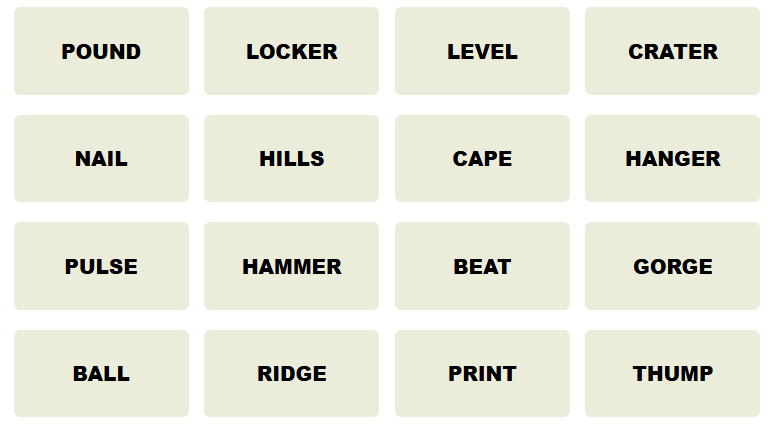 POUND LOCKER LEVEL CRATER
NAIL HILLS CAPE HANGER
PULSE HAMMER BEAT GORGE
BALL RIDGE PRINT THUMP